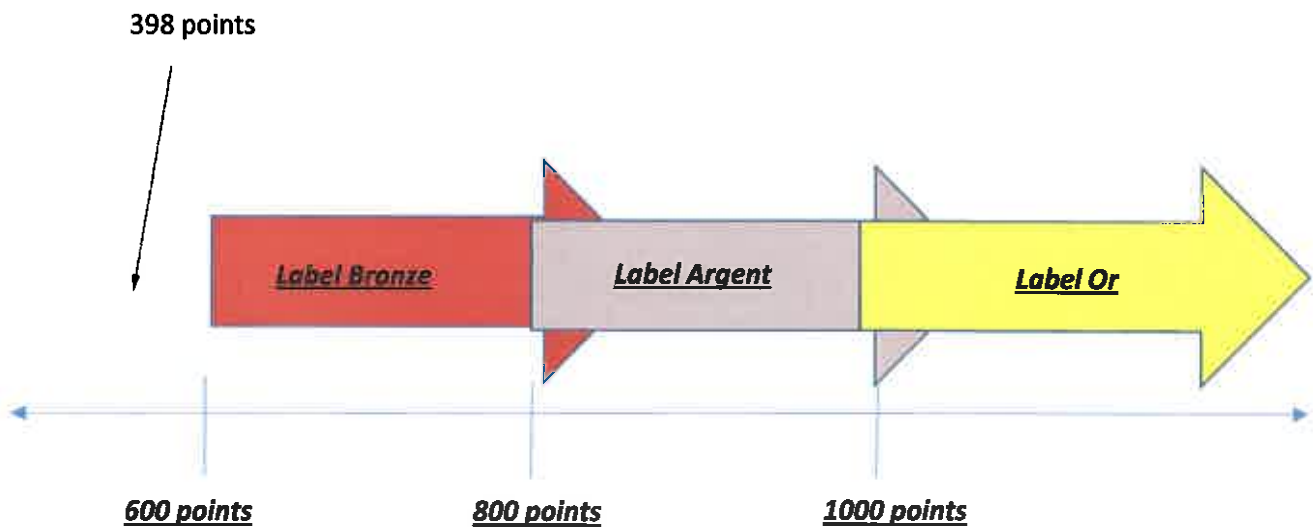 398 points
Label Bronze
Label Argent
Label Or
600 points
800 points
1000 points